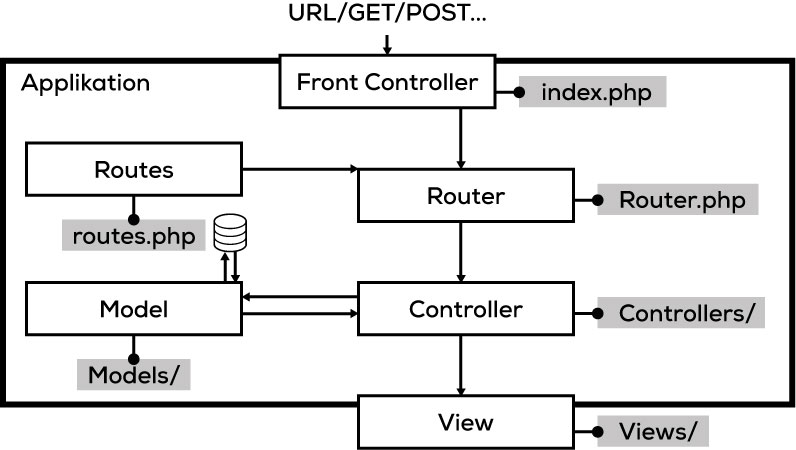 URL/GET/POST...
Applikation
Front Controller
index.php
Routes
Router
Router.php
routes.php
Model
Controller
Controllers/
Models/
View
Views/